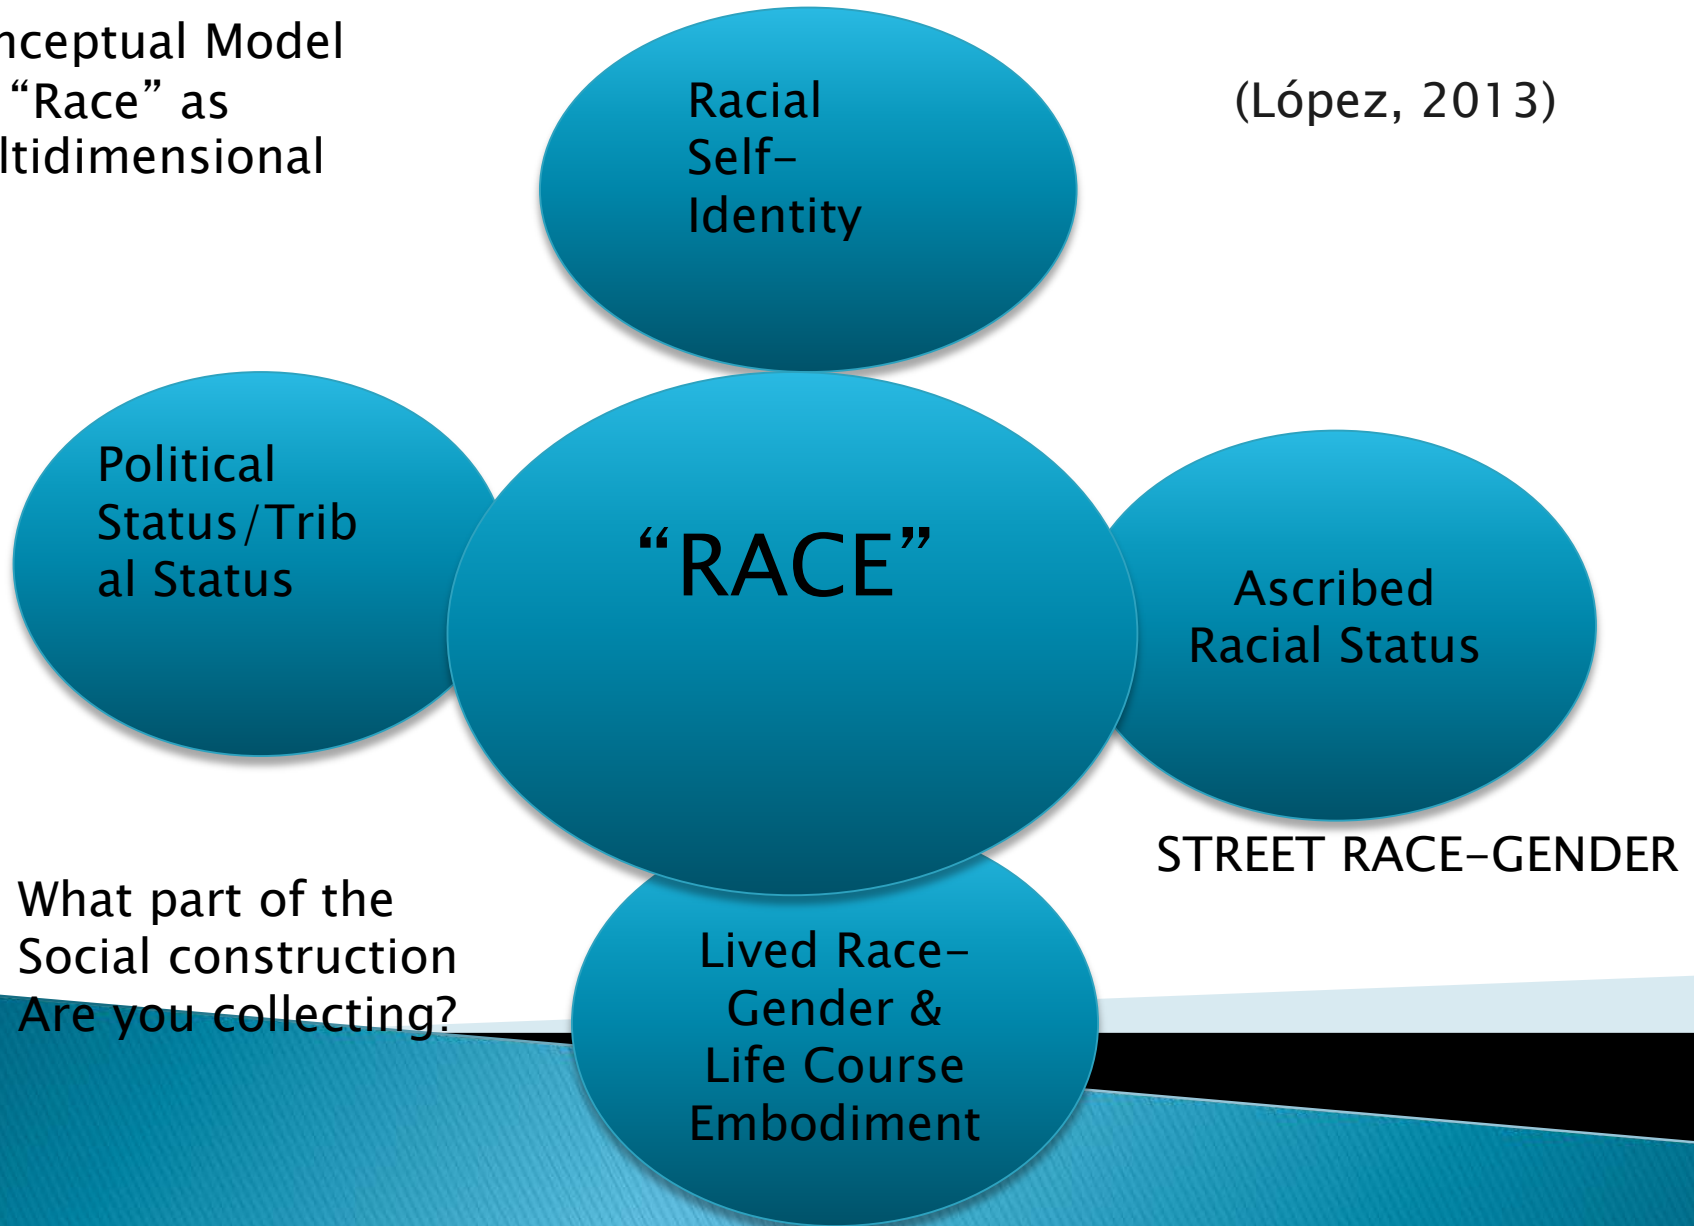 nceptual Model
“Race” as
ltidimensional
(López, 2013)
Racial
Self-
Identity
Political
Status/Trib
al Status
“RACE”
Ascribed
Racial Status
STREET RACE-GENDER
What part of the
Social construction
Are you collecting?
Lived Race-
Gender &
Life Course
Embodiment